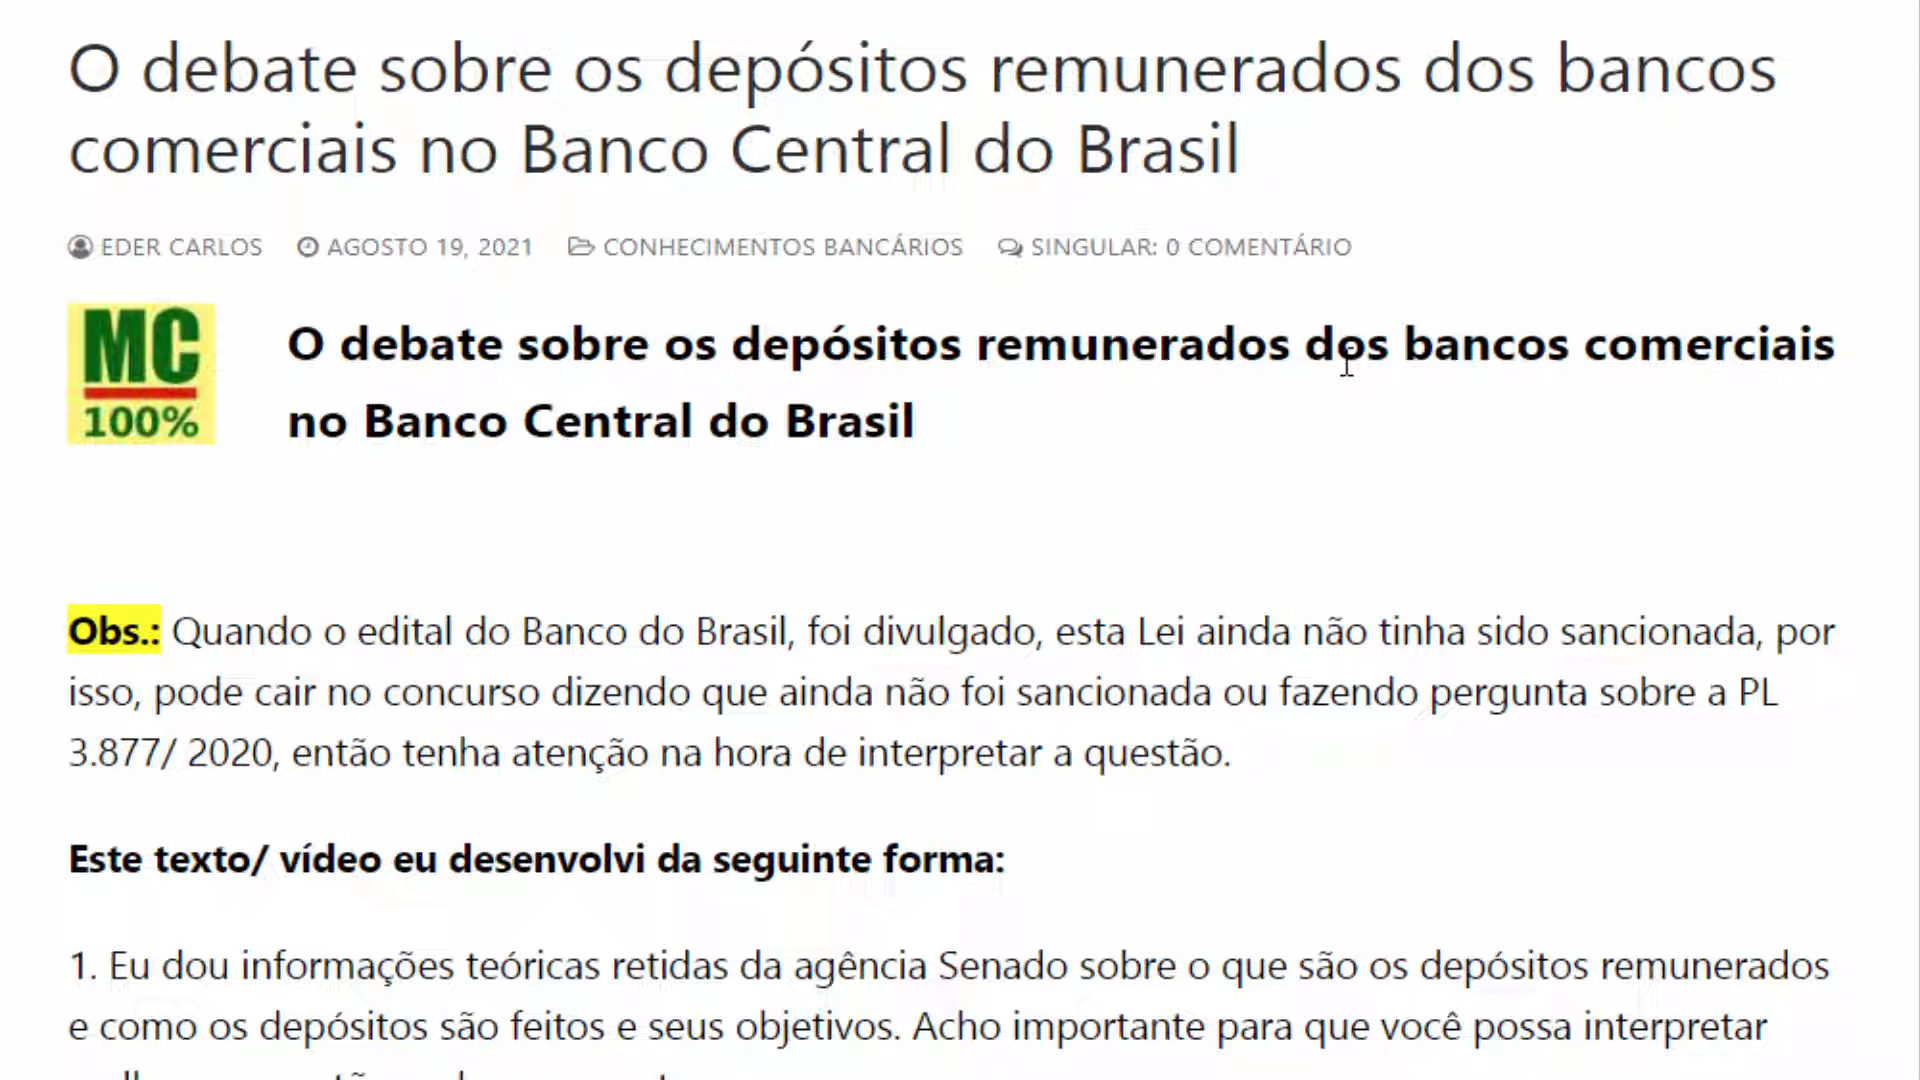 O debate sobre os depósitos remunerados dos bancos
comerciais no Banco Central do Brasil
EDER CARLOS AGOSTO 19, 2021 CONHECIMENTOS BANCÁRIOS SINGULAR: 0 COMENTÁRIO
MC
100%
O debate sobre os depósitos remunerados dos bancos comerciais
no Banco Central do Brasil
Obs.: Quando o edital do Banco do Brasil, foi divulgado, esta Lei ainda não tinha sido sancionada, por
isso, pode cair no concurso dizendo que ainda não foi sancionada ou fazendo pergunta sobre a PL
3.877/ 2020, então tenha atenção na hora de interpretar a questão.
Este texto/ vídeo eu desenvolvi da seguinte forma:
1. Eu dou informações teóricas retidas da agência Senado sobre o que são os depósitos remunerados
e como os depósitos são feitos e seus objetivos. Acho importante para que você possa interpretar